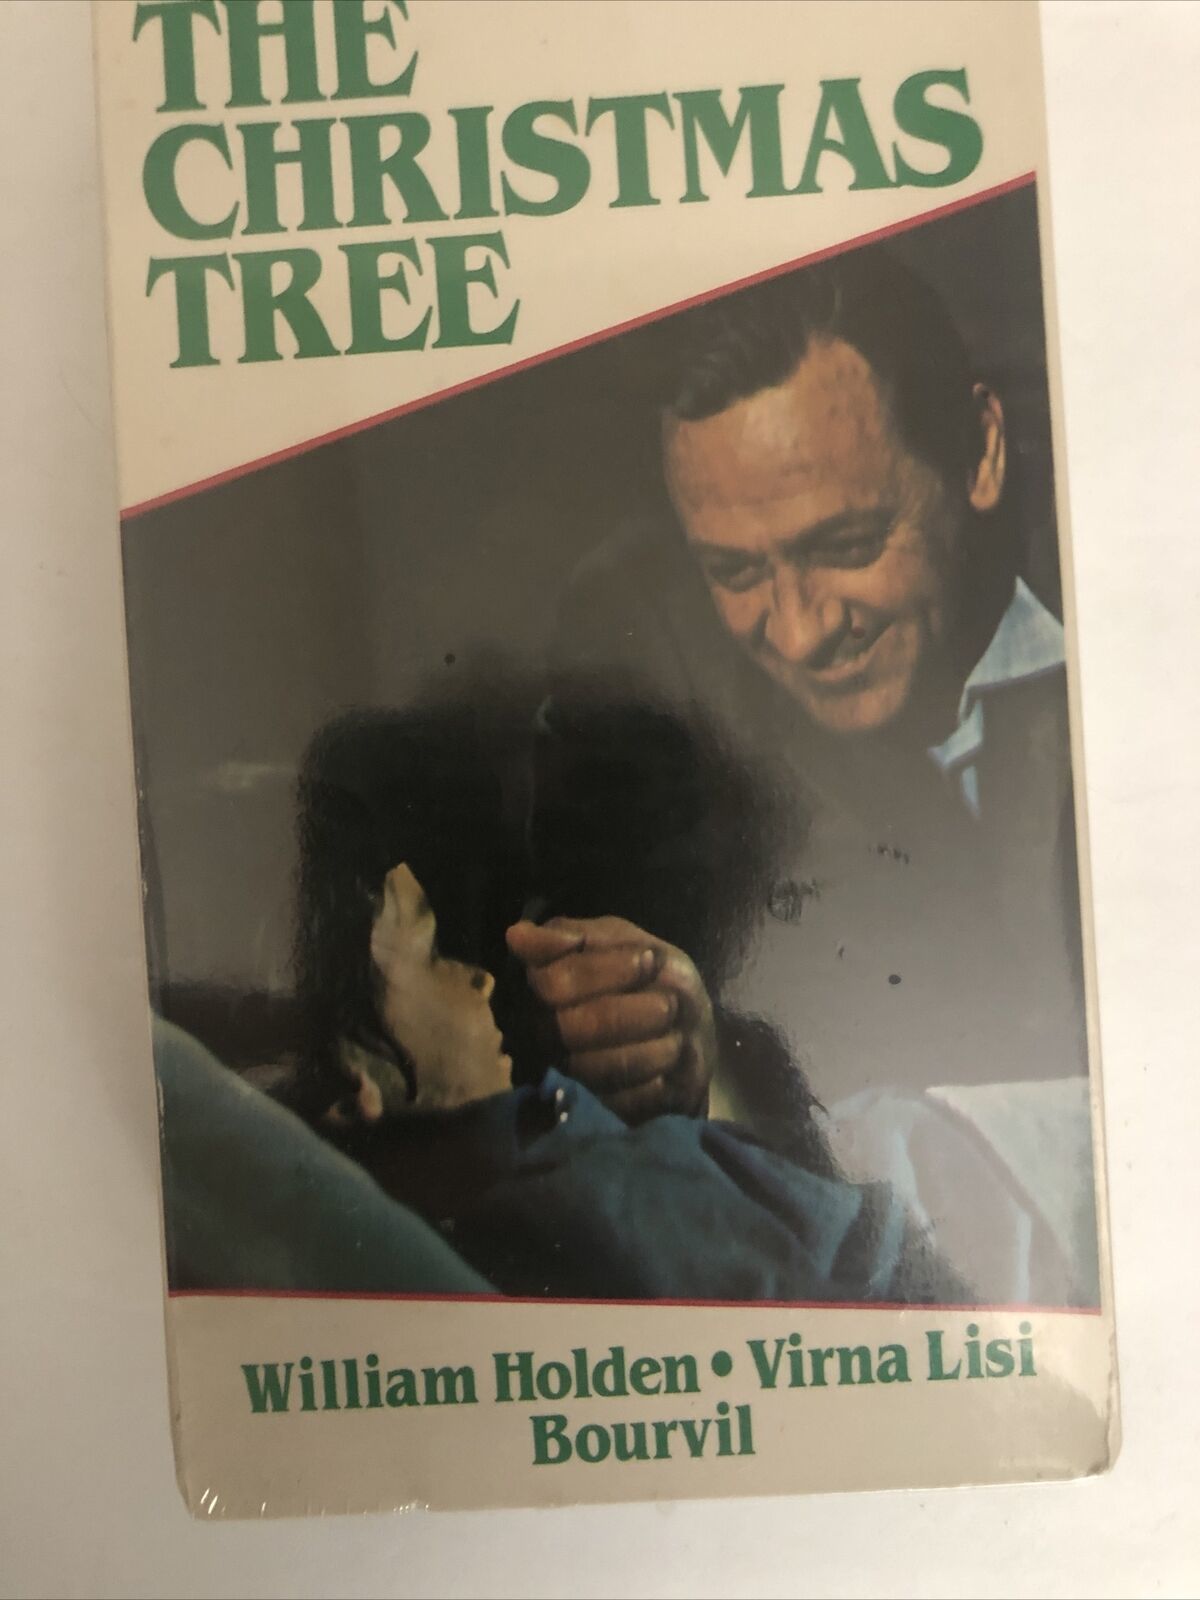 THE
CHRISTMAS
TREE
William Holden • Virna Lisi
Bourvil